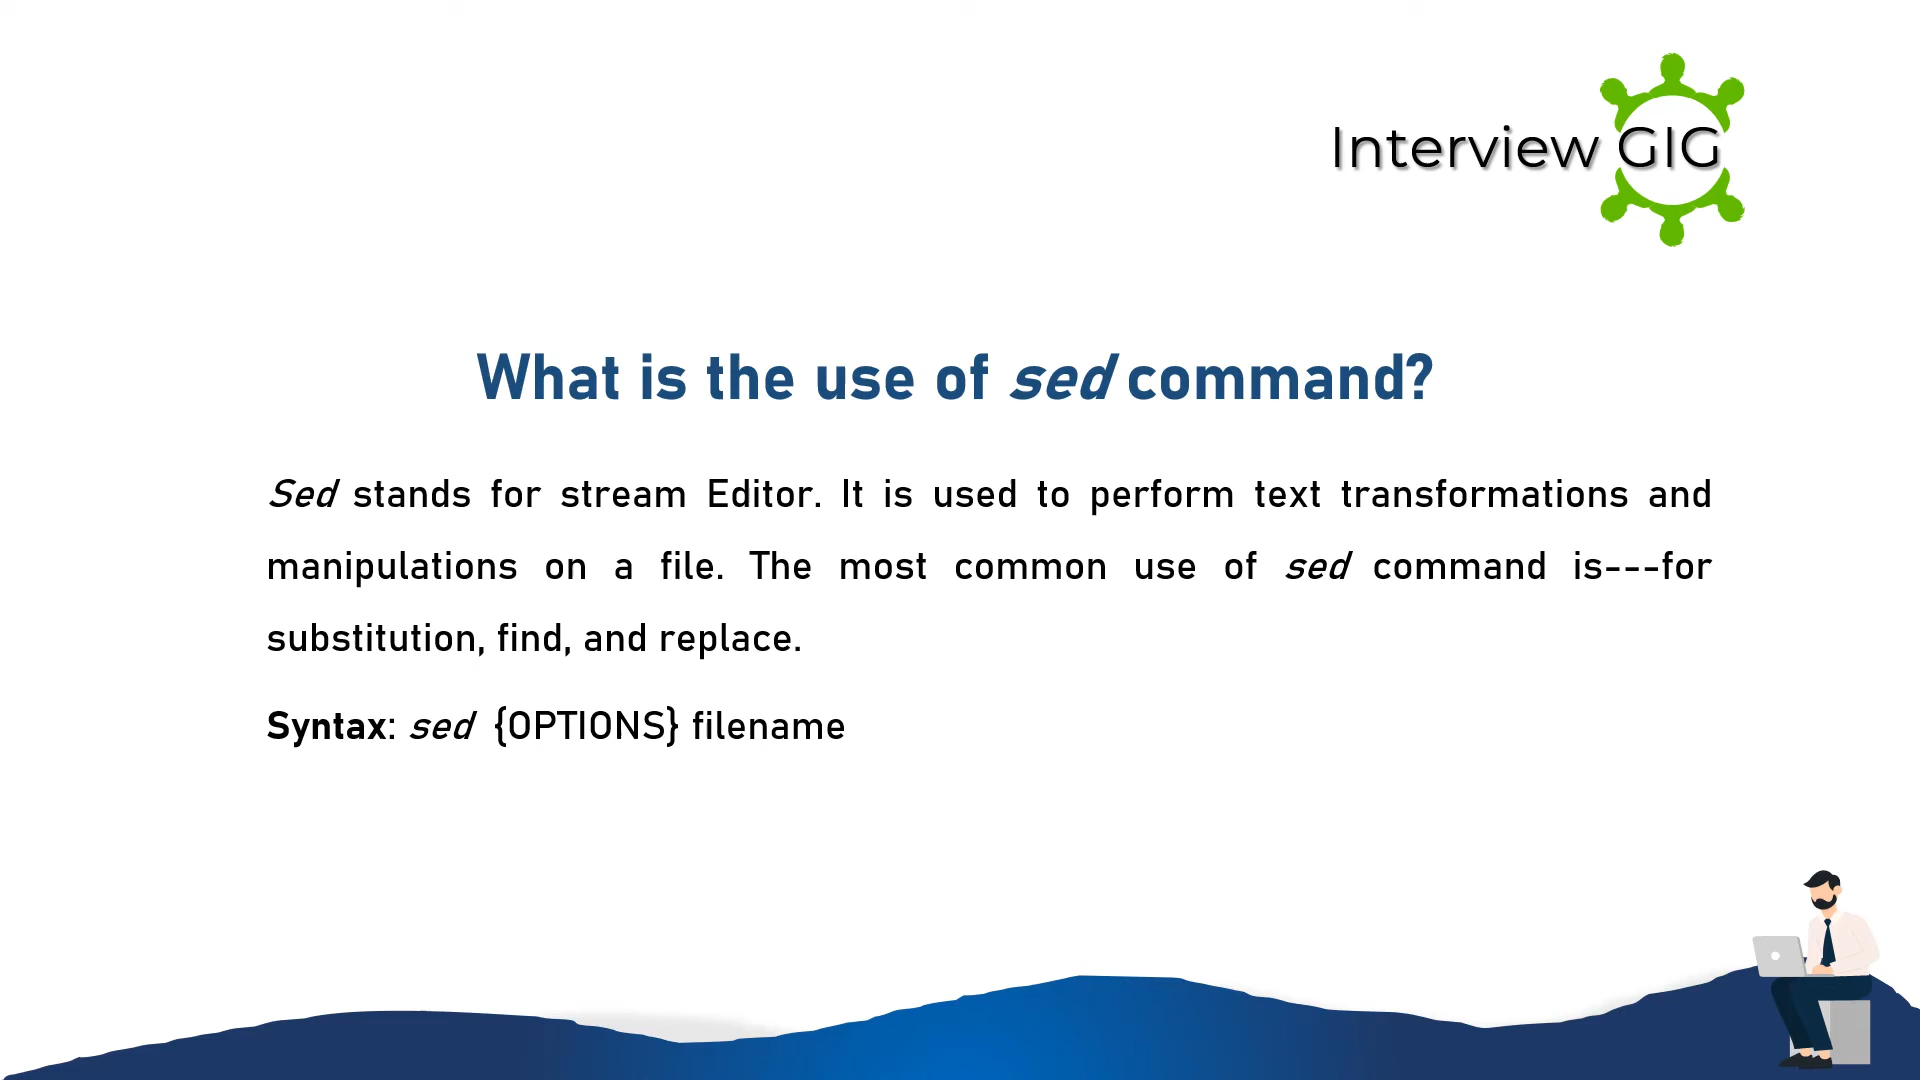 Interview GIG
What is the use of sed command?
Sed stands for stream Editor. It is used to perform text transformations and
manipulations on a file. The most common use of sed command is---for
substitution, find, and replace.
Syntax: sed {OPTIONS} filename